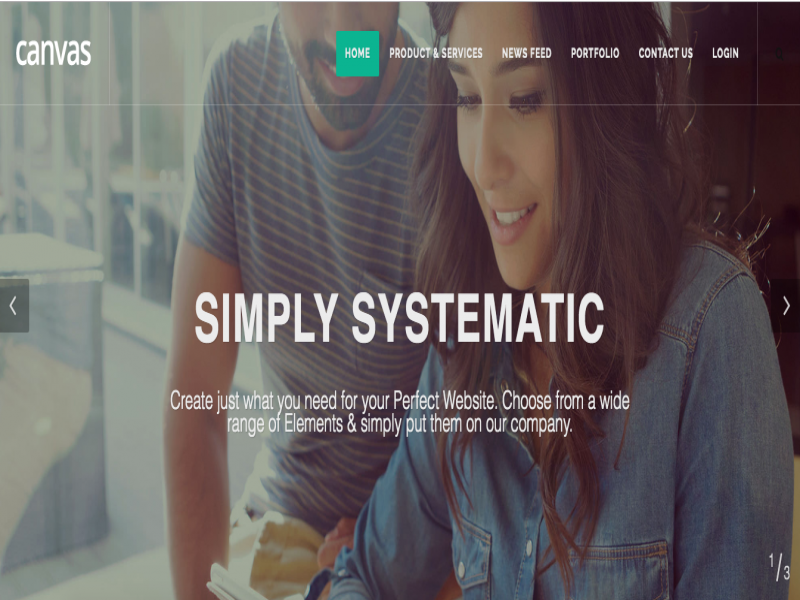 canvas
HOME PRODUCT & SERVICES NEWS FEED PORTFOLIO CONTACT US LOGIN
SIMPLY SYSTEMATIC
Create just what you need for your Perfect Website. Choose from a wide
range of Elements & simply put them on our company.
1/3